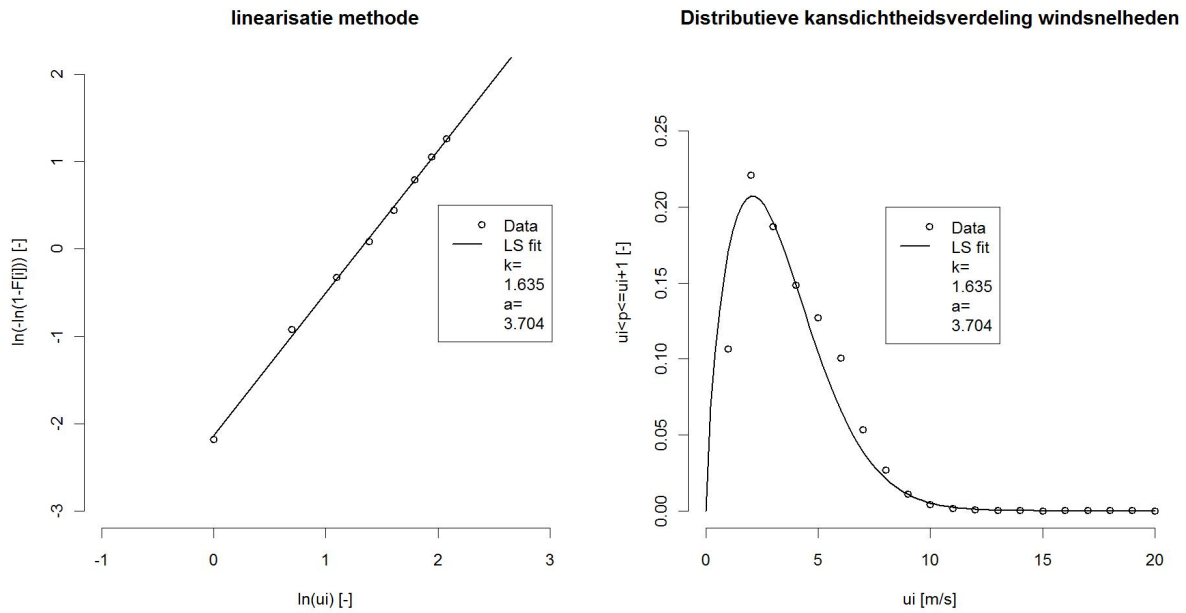 linearisatie methode
2
1
0
-1
-2
-3
ln(-ln(1-F[i])) [-]
-1
0
1
2
3
ln(ui) [-]
Data
LS fit
k=
1.635
a=
3.704
Distributieve kansdichtheidsverdeling windsnelheden
0.25
0.20
0.15
0.10
0.05
0.00
ui<p<=ui+1 [-]
0
5
10
15
20
ui [m/s]
Data
LS fit
k=
1.635
a=
3.704